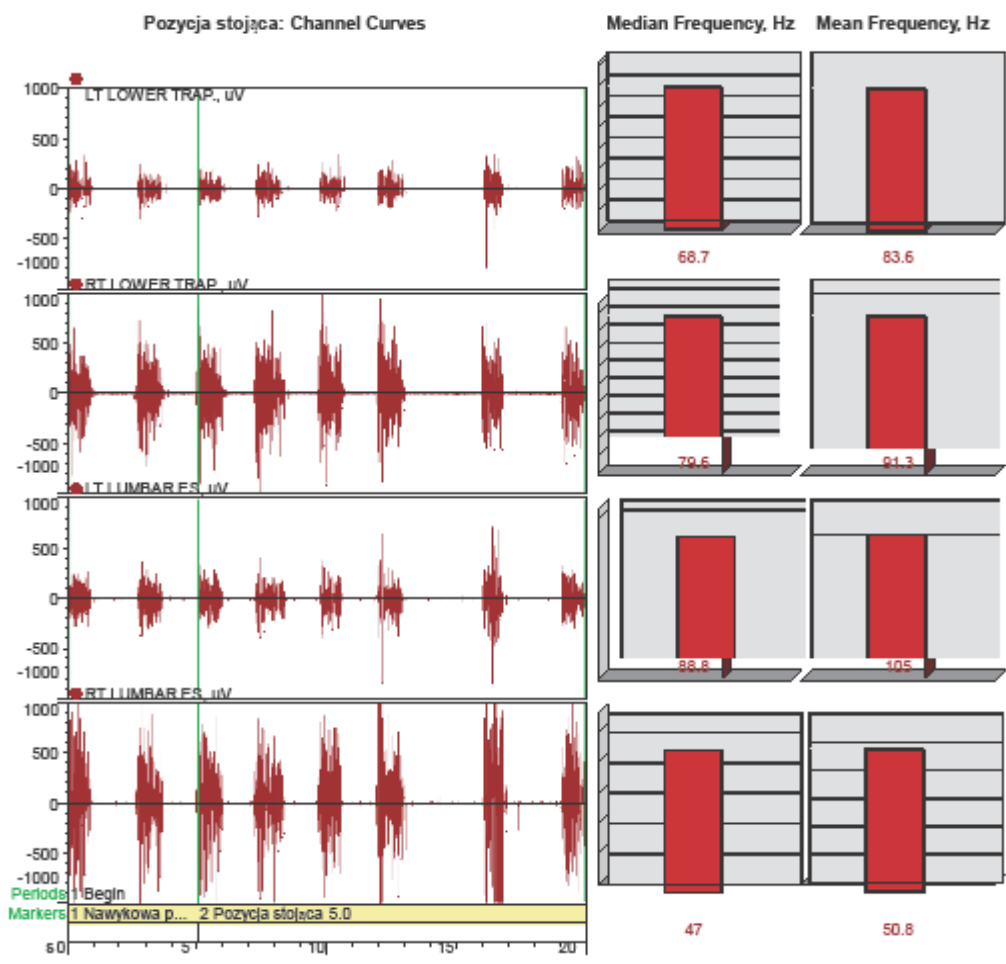 Pozycja stojąca: Channel Curves
Median Frequency, Hz
Mean Frequency, Hz
LT LOWER TRAP., uV
1000
500
0
-500
-1000
68.7
83.6
RT LOWER TRAP., uV
1000
500
0
-500
-1000
79.6
91.3
LT LUMBAR ES, uV
1000
500
0
-500
-1000
88.8
105
RT LUMBAR ES, uV
1000
500
0
-500
-1000
Periods 1 Begin
Markers 1 Nawykowa p... 2 Pozycja stojąca 5.0
47
50.8
s 0 5 10 15 20